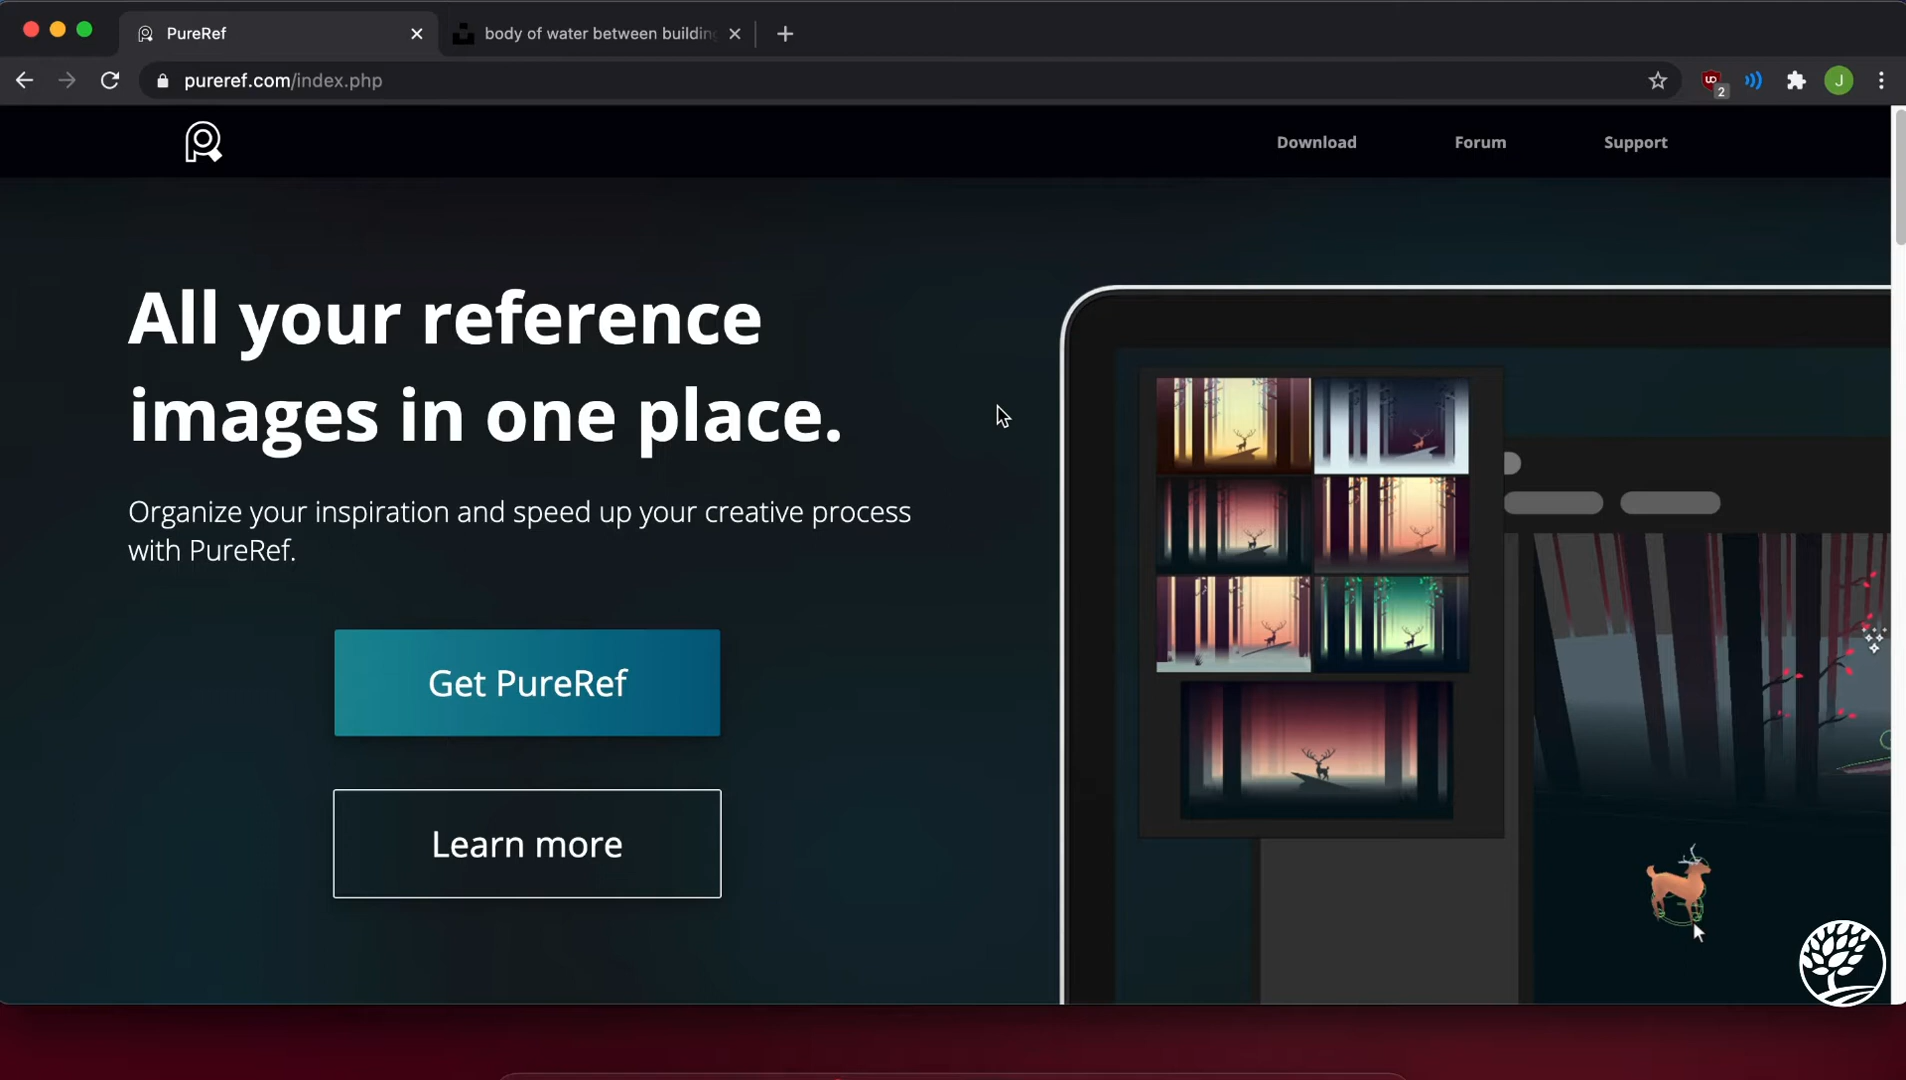 PureRef
body of water between building
pureref.com/index.php
2
J
Download
Forum
Support
All your reference
images in one place.
Organize your inspiration and speed up your creative process
with PureRef.
Get PureRef
Learn more